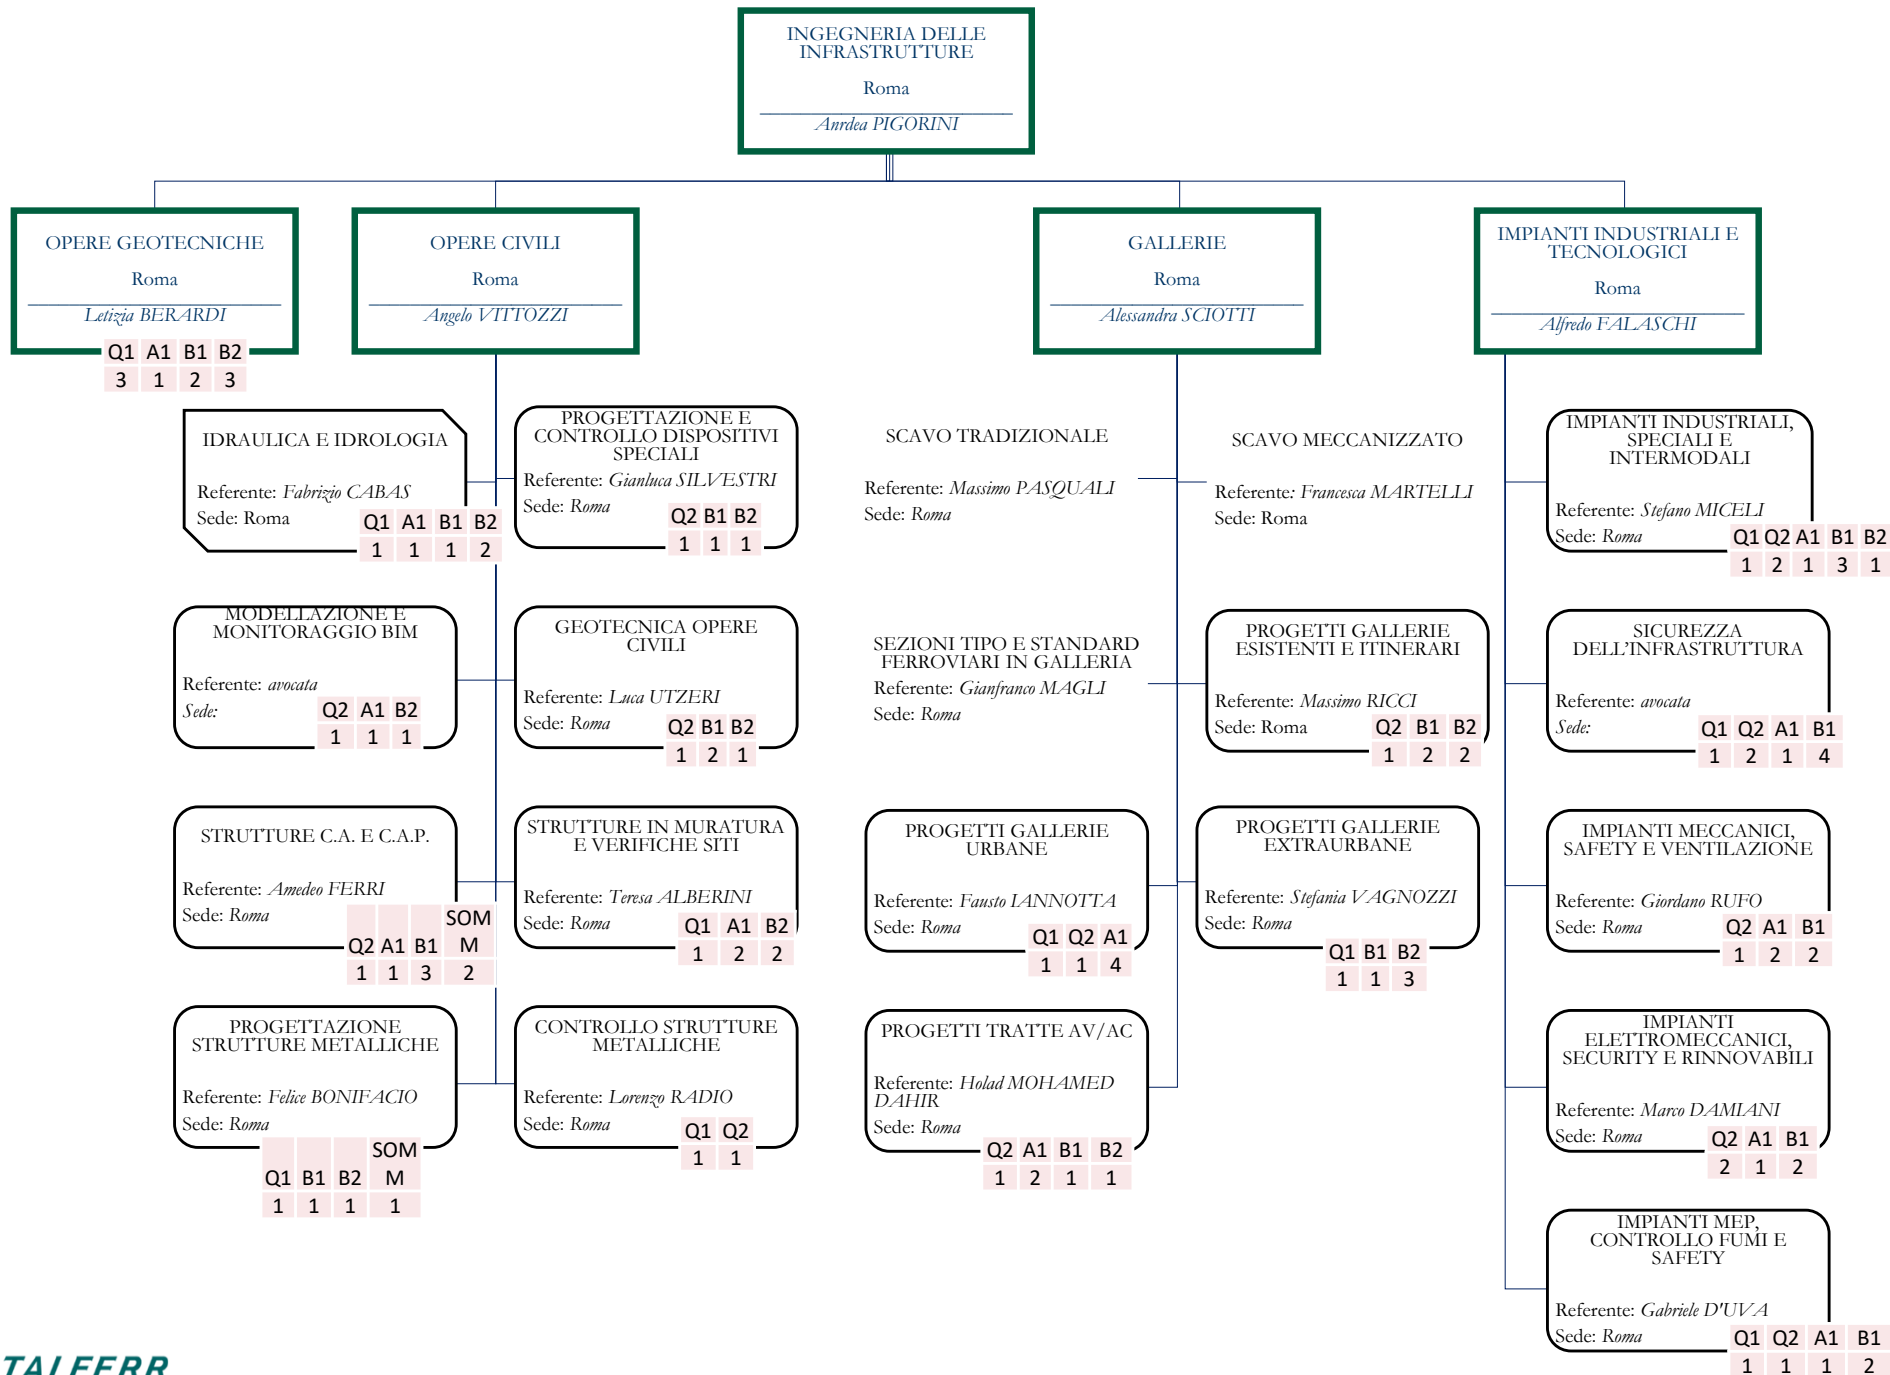 INGEGNERIA DELLE
INFRASTRUTTURE
Roma
Anrdea PIGORINI
OPERE GEOTECNICHE
Roma
Letizia BERARDI
Q1 A1 B1 B2
3 1 2 3
OPERE CIVILI
Roma
Angelo VITTOZZI
GALLERIE
Roma
Alessandra SCIOTTI
IMPIANTI INDUSTRIALI E
TECNOLOGICI
Roma
Alfredo FALASCHI
IDRAULICA E IDROLOGIA
Referente: Fabrizio CABAS
Sede: Roma
Q1 A1 B1 B2
1 1 1 2
PROGETTAZIONE E
CONTROLLO DISPOSITIVI
SPECIALI
Referente: Gianluca SILVESTRI
Sede: Roma
Q2 B1 B2
1 1 1
SCAVO TRADIZIONALE
Referente: Massimo PASQUALI
Sede: Roma
SCAVO MECCANIZZATO
Referente: Francesca MARTELLI
Sede: Roma
IMPIANTI INDUSTRIALI,
SPECIALI E
INTERMODALI
Referente: Stefano MICELI
Sede: Roma
Q1 Q2 A1 B1 B2
1 2 1 3 1
MODELLAZIONE E
MONITORAGGIO BIM
Referente: avocata
Sede:
Q2 A1 B2
1 1 1
GEOTECNICA OPERE
CIVILI
Referente: Luca UTZERI
Sede: Roma
Q2 B1 B2
1 2 1
SEZIONI TIPO E STANDARD
FERROVIARI IN GALLERIA
Referente: Gianfranco MAGLI
Sede: Roma
PROGETTI GALLERIE
ESISTENTI E ITINERARI
Referente: Massimo RICCI
Sede: Roma
Q2 B1 B2
1 2 2
SICUREZZA
DELL'INFRASTRUTTURA
Referente: avocata
Sede:
Q1 Q2 A1 B1
1 2 1 4
STRUTTURE C.A. E C.A.P.
Referente: Amedeo FERRI
Sede: Roma
SOM
Q2 A1 B1 M
1 1 3 2
STRUTTURE IN MURATURA
E VERIFICHE SITI
Referente: Teresa ALBERINI
Sede: Roma
Q1 A1 B2
1 2 2
PROGETTI GALLERIE
URBANE
Referente: Fausto IANNOTTA
Sede: Roma
Q1 Q2 A1
1 1 4
PROGETTI GALLERIE
EXTRAURBANE
Referente: Stefania VAGNOZZI
Sede: Roma
Q1 B1 B2
1 1 3
IMPIANTI MECCANICI,
SAFETY E VENTILAZIONE
Referente: Giordano RUFO
Sede: Roma
Q2 A1 B1
1 2 2
PROGETTAZIONE
STRUTTURE METALLICHE
Referente: Felice BONIFACIO
Sede: Roma
SOM
Q1 B1 B2 M
1 1 1 1
CONTROLLO STRUTTURE
METALLICHE
Referente: Lorenzo RADIO
Sede: Roma
Q1 Q2
1 1
PROGETTI TRATTE AV/AC
Referente: Holad MOHAMED
DAHIR
Sede: Roma
Q2 A1 B1 B2
1 2 1 1
IMPIANTI
ELETTROMECCANICI,
SECURITY E RINNOVABILI
Referente: Marco DAMIANI
Sede: Roma
Q2 A1 B1
2 1 2
IMPIANTI MEP,
CONTROLLO FUMI E
SAFETY
Referente: Gabriele D'UVA
Sede: Roma
Q1 Q2 A1 B1
1 1 1 2
TALFERR